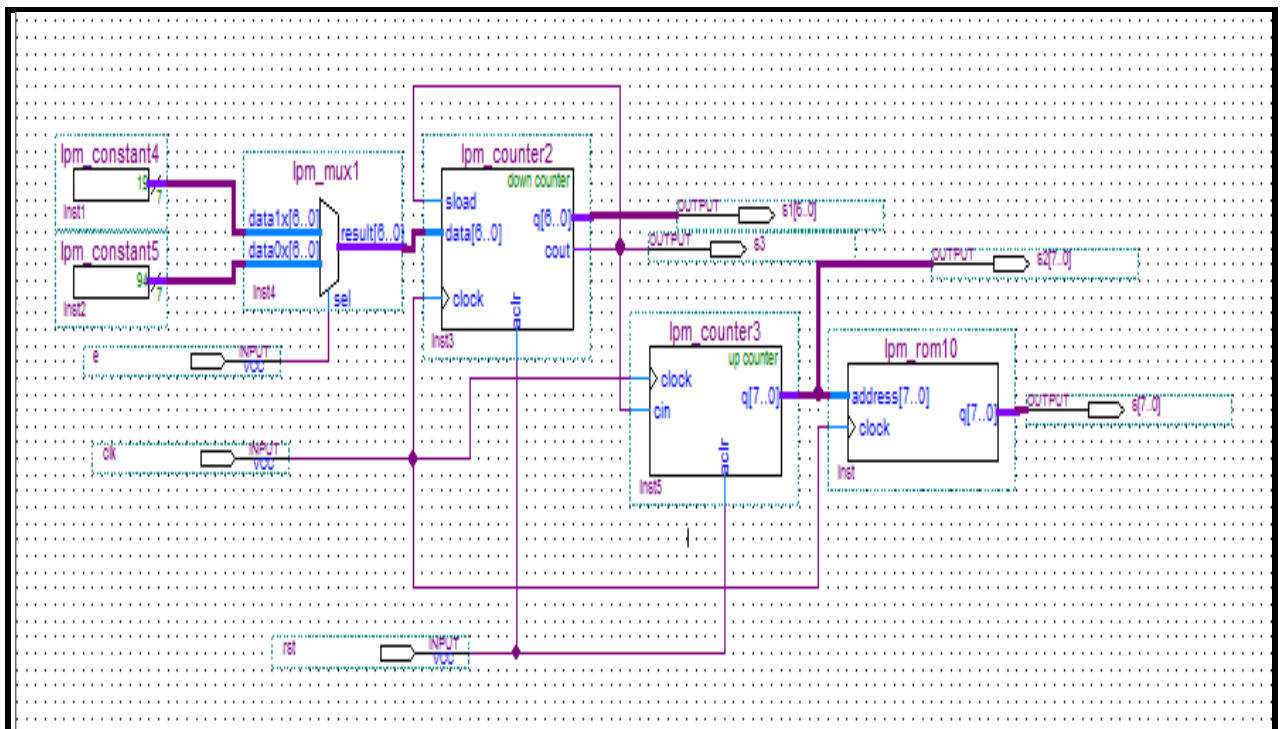 lpm_constant4
19
7
inst1
lpm_constant5
94
7
inst2
lpm_mux1
data1x[6..0]
data0x[6..0]
result[6..0]
sel
inst4
e
INPUT
VCC
clk
INPUT
VCC
rst
INPUT
VCC
lpm_counter2
down counter
sload
data[6..0]
q[6..0]
cout
clock
aclr
inst3
OUTPUT
s1[6..0]
OUTPUT
s3
OUTPUT
s2[7..0]
lpm_counter3
up counter
clock
cin
q[7..0]
aclr
inst5
lpm_rom10
address[7..0]
clock
q[7..0]
inst
OUTPUT
s[7..0]